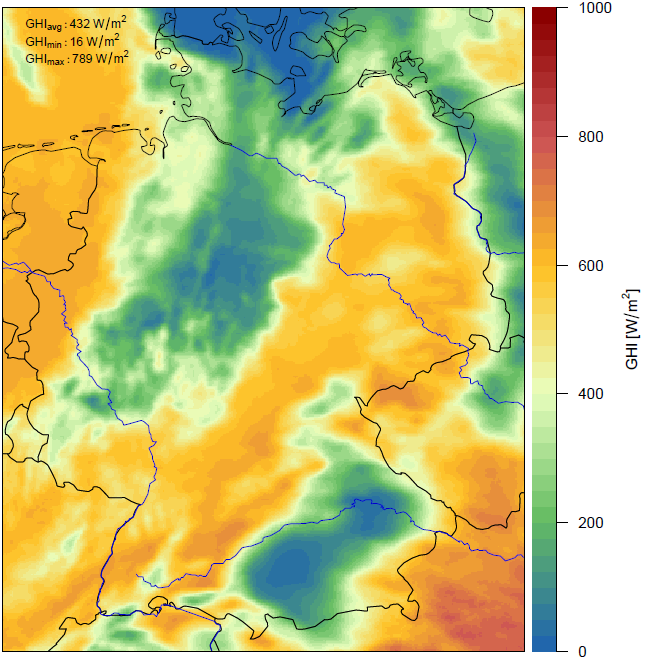 GHIavg : 432 W/m²
GHImin : 16 W/m²
GHImax : 789 W/m²
1000
800
600
400
200
0
GHI [W/m²]